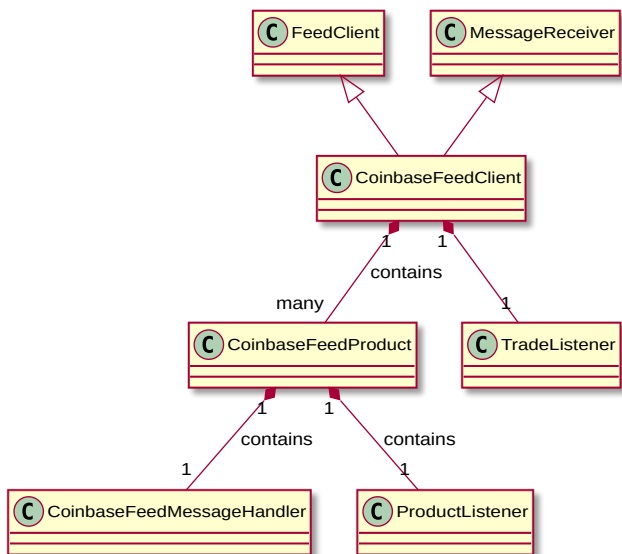 C FeedClient
C MessageReceiver
C CoinbaseFeedClient
1
1
contains
many
1
C CoinbaseFeedProduct
C TradeListener
1
1
contains
contains
1
1
C CoinbaseFeedMessageHandler
C ProductListener